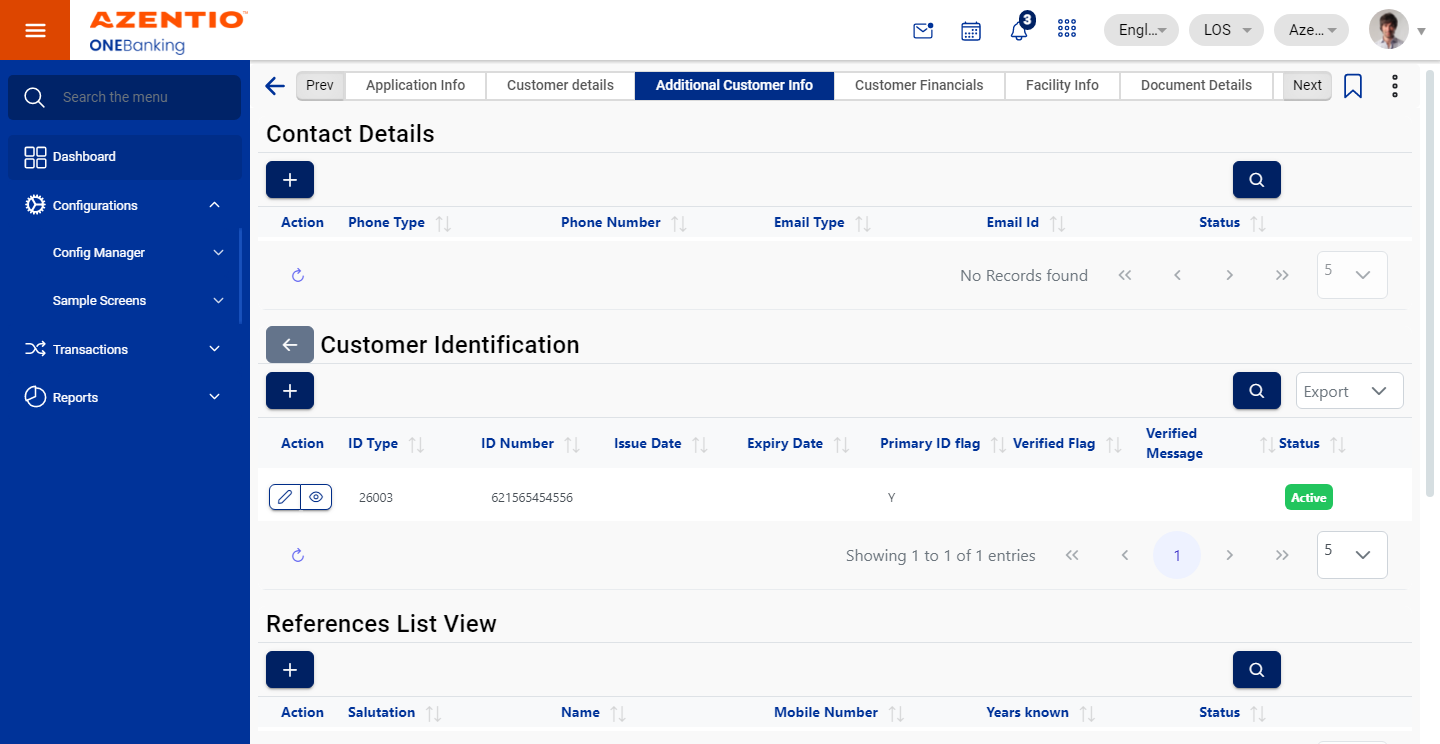 AZENTIO™
ONEBanking
3
Engl...
LOS
Aze...
Search the menu
Dashboard
Configurations
Config Manager
Sample Screens
Transactions
Reports
Prev
Application Info
Customer details
Additional Customer Info
Customer Financials
Facility Info
Document Details
Next
Contact Details
Action Phone Type Phone Number Email Type Email Id Status
No Records found
5
Customer Identification
Export
Action ID Type ID Number Issue Date Expiry Date Primary ID flag Verified Flag Verified Message Status
26003 621565454556 Y Active
Showing 1 to 1 of 1 entries
1
5
References List View
Action Salutation Name Mobile Number Years known Status